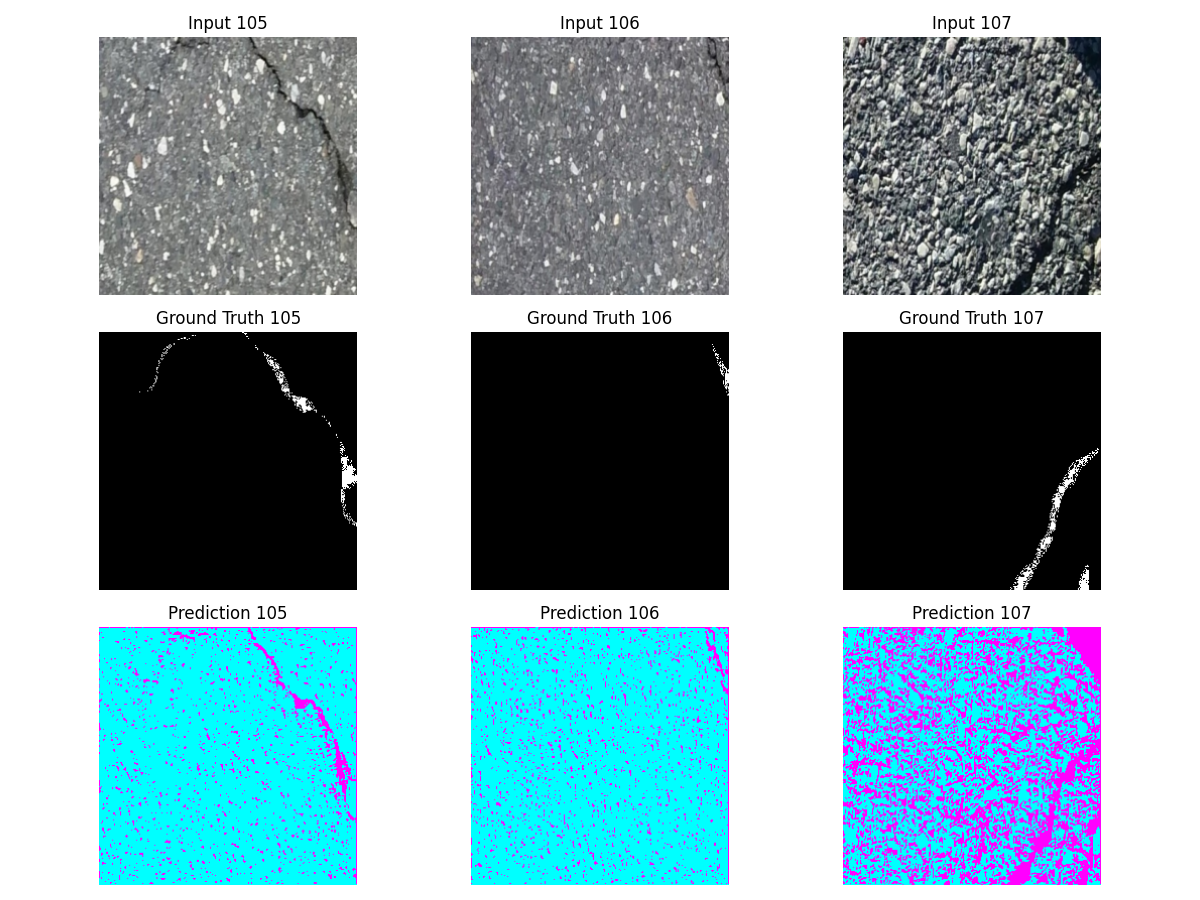 Input 105
Input 106
Input 107
Ground Truth 105
Ground Truth 106
Ground Truth 107
Prediction 105
Prediction 106
Prediction 107